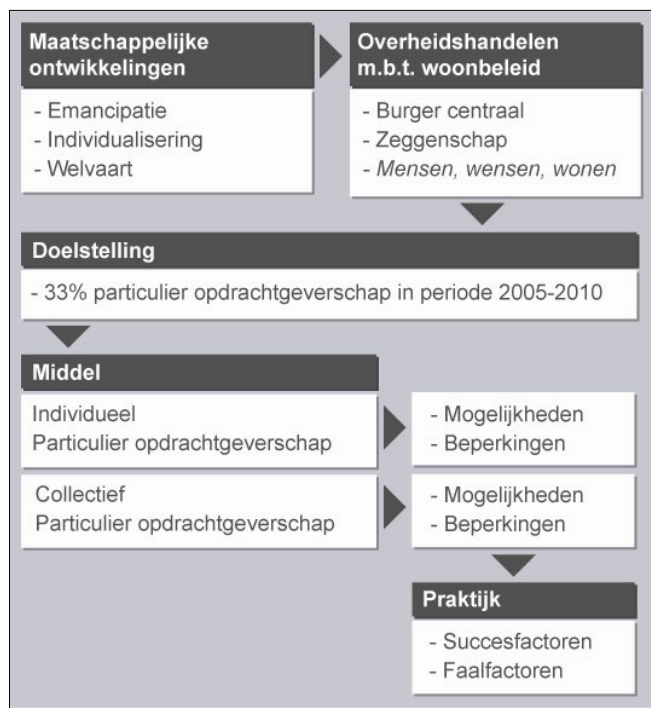 Maatschappelijke
ontwikkelingen
- Emancipatie
- Individualisering
- Welvaart
Overheidshandelen
m.b.t. woonbeleid
- Burger centraal
- Zeggenschap
- Mensen, wensen, wonen
Doelstelling
- 33% particulier opdrachtgeverschap in periode 2005-2010
Middel
Individueel
Particulier opdrachtgeverschap
- Mogelijkheden
- Beperkingen
Collectief
Particulier opdrachtgeverschap
- Mogelijkheden
- Beperkingen
Praktijk
- Succesfactoren
- Faalfactoren